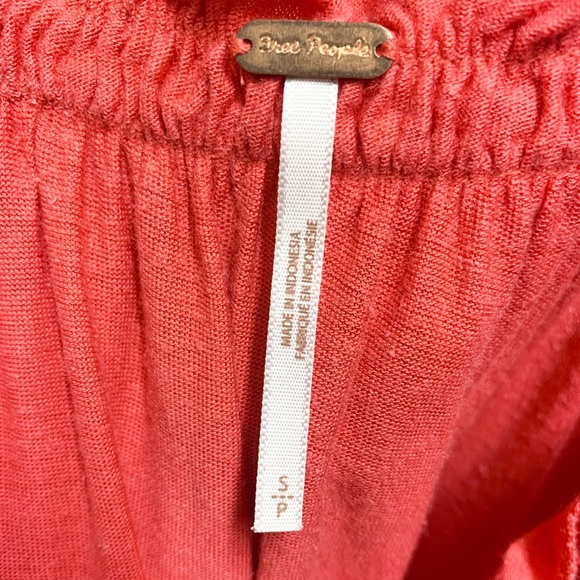 Free People
MADE IN INDONESIA
FABRIQUÉ EN INDONÉSIE
S
P